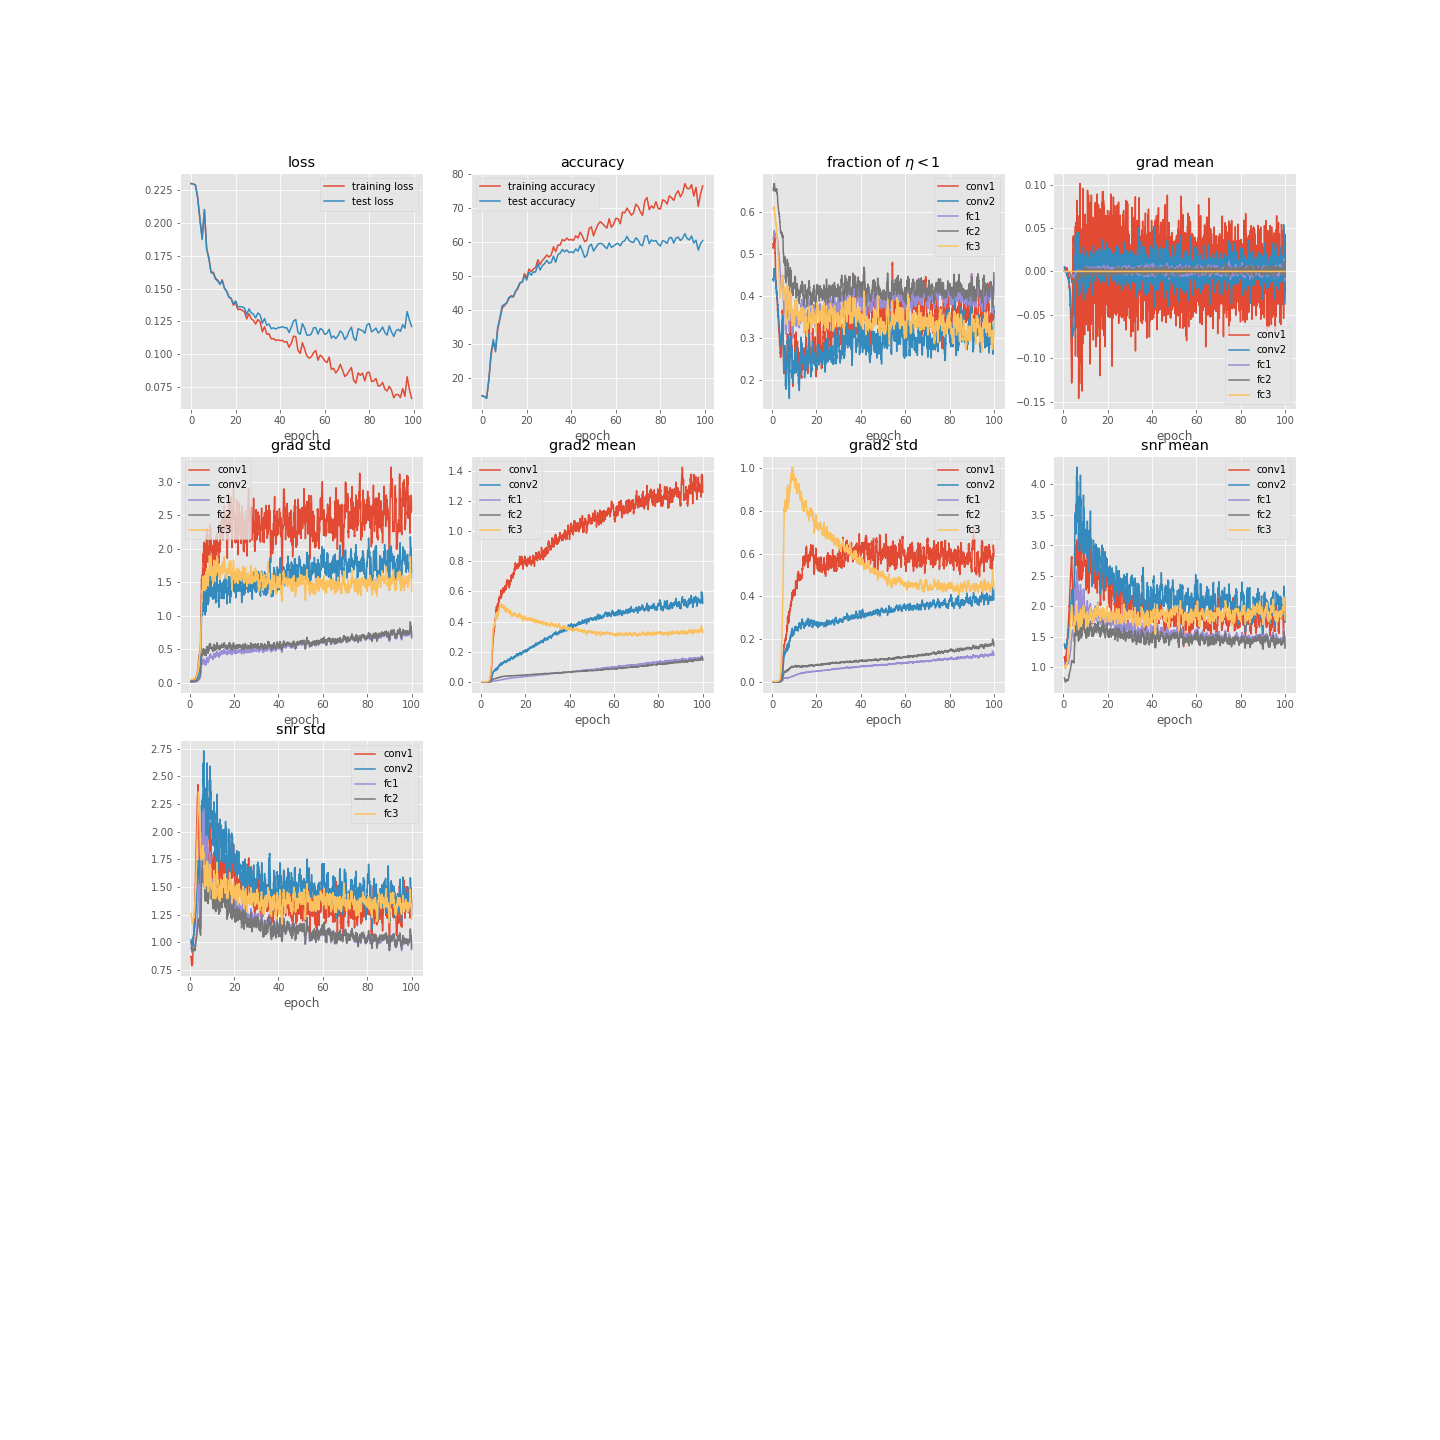 loss
training loss
test loss
0.225
0.200
0.175
0.150
0.125
0.100
0.075
0 20 40 60 80 100
epoch
accuracy
training accuracy
test accuracy
80
70
60
50
40
30
20
0 20 40 60 80 100
epoch
fraction of η < 1
conv1
conv2
fc1
fc2
fc3
0.6
0.5
0.4
0.3
0.2
0 20 40 60 80 100
epoch
grad mean
0.10
0.05
0.00
−0.05
−0.10
−0.15
conv1
conv2
fc1
fc2
fc3
0 20 40 60 80 100
epoch
grad std
conv1
conv2
fc1
fc2
fc3
3.0
2.5
2.0
1.5
1.0
0.5
0.0
0 20 40 60 80 100
epoch
grad2 mean
conv1
conv2
fc1
fc2
fc3
1.4
1.2
1.0
0.8
0.6
0.4
0.2
0.0
0 20 40 60 80 100
epoch
grad2 std
conv1
conv2
fc1
fc2
fc3
1.0
0.8
0.6
0.4
0.2
0.0
0 20 40 60 80 100
epoch
snr mean
conv1
conv2
fc1
fc2
fc3
4.0
3.5
3.0
2.5
2.0
1.5
1.0
0 20 40 60 80 100
epoch
snr std
conv1
conv2
fc1
fc2
fc3
2.75
2.50
2.25
2.00
1.75
1.50
1.25
1.00
0.75
0 20 40 60 80 100
epoch